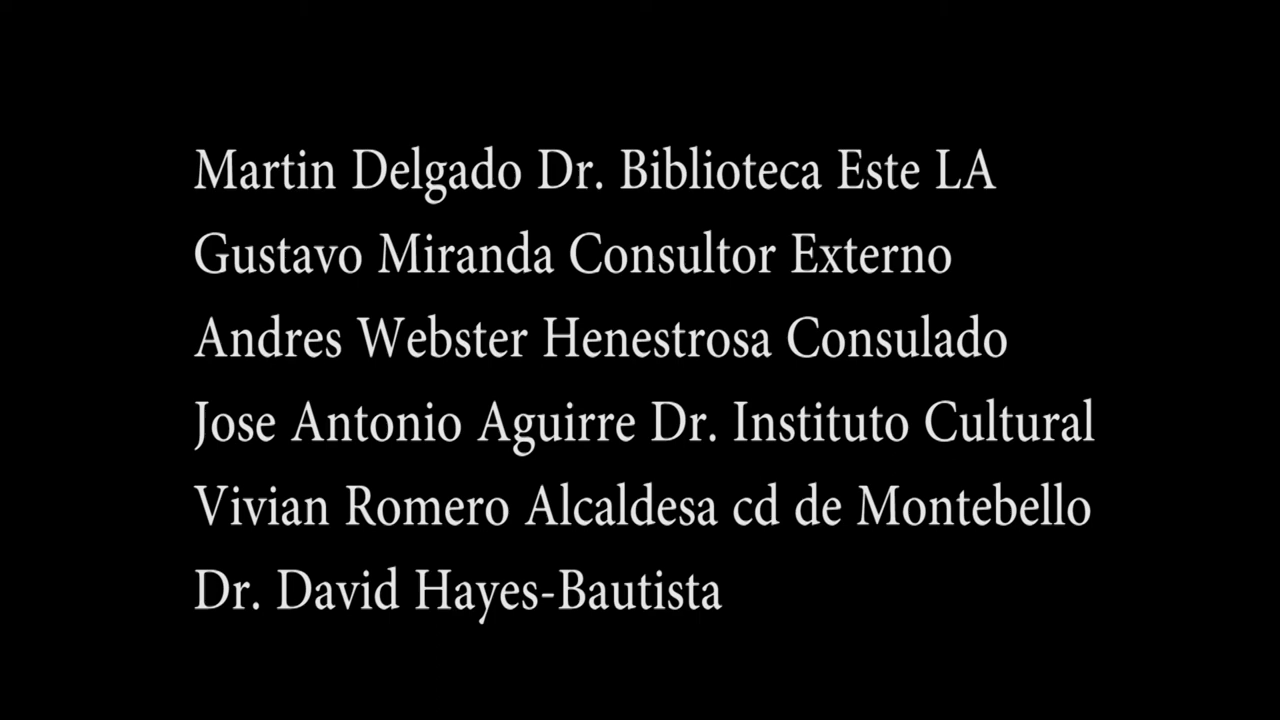 Martin Delgado Dr. Biblioteca Este LA
Gustavo Miranda Consultor Externo
Andres Webster Henestrosa Consulado
Jose Antonio Aguirre Dr. Instituto Cultural
Vivian Romero Alcaldesa cd de Montebello
Dr. David Hayes-Bautista